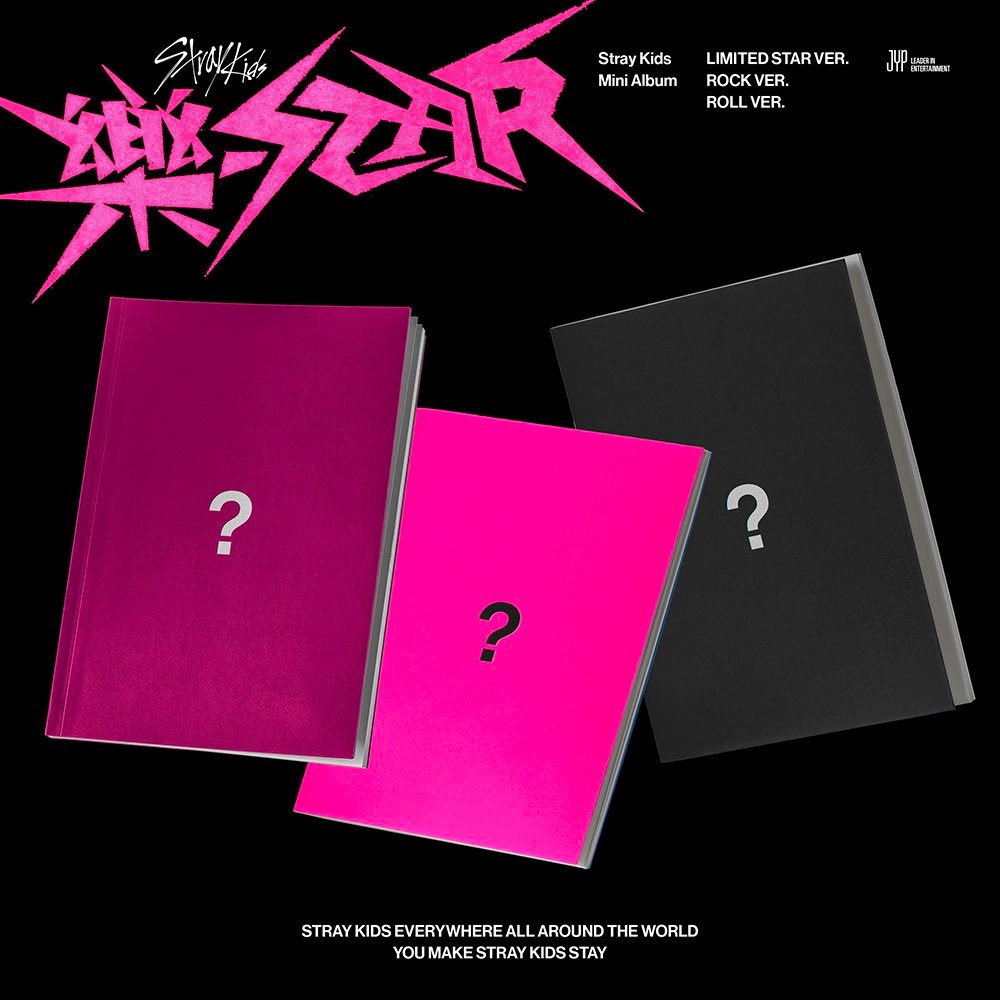 Stray Kids
樂-STAR
Stray Kids
Mini Album
LIMITED STAR VER.
ROCK VER.
ROLL VER.
JYP LEADER IN
ENTERTAINMENT
?
?
?
STRAY KIDS EVERYWHERE ALL AROUND THE WORLD
YOU MAKE STRAY KIDS STAY